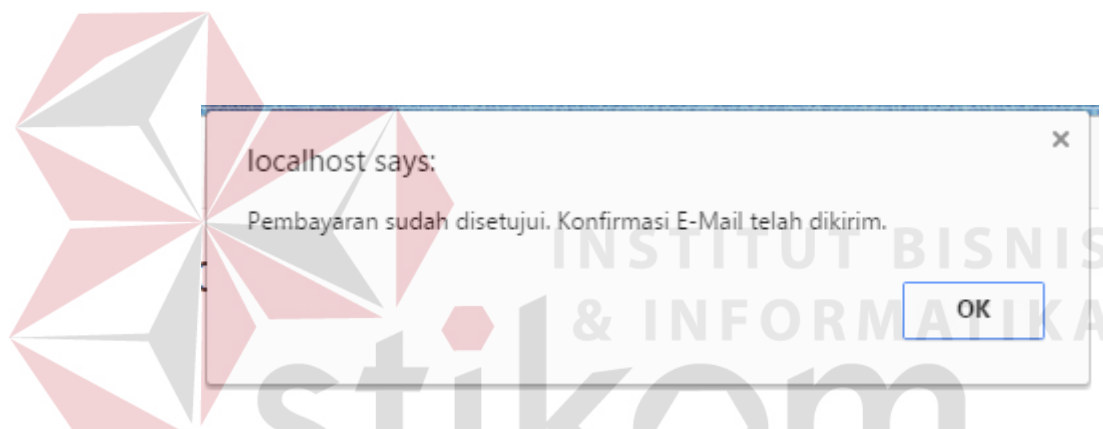 localhost says:
Pembayaran sudah disetujui. Konfirmasi E-Mail telah dikirim.
INSTITUT BISNIS
& INFORMATIKA
OK
stikom